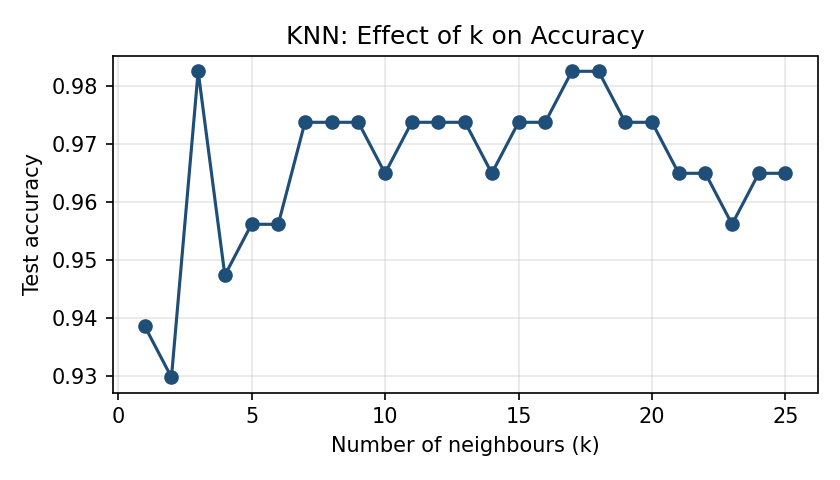 KNN: Effect of k on Accuracy
Test accuracy
0.98
0.97
0.96
0.95
0.94
0.93
0 5 10 15 20 25
Number of neighbours (k)